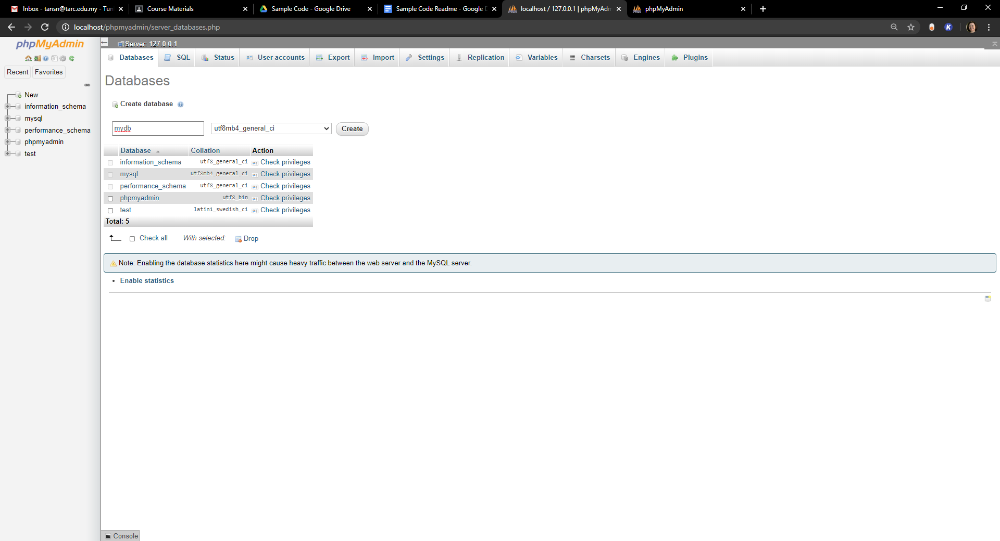 Inbox - tansn@tarc.edu.my - Tun
Course Materials
Sample Code - Google Drive
Sample Code Readme - Google D
localhost / 127.0.0.1 | phpMyAdm
phpMyAdmin
localhost/phpmyadmin/server_databases.php
phpMyAdmin
Server: 127.0.0.1
Databases
SQL
Status
User accounts
Export
Import
Settings
Replication
Variables
Charsets
Engines
Plugins
Recent
Favorites
New
information_schema
mysql
performance_schema
phpmyadmin
test
Databases
Create database
mydb
utf8mb4_general_ci
Create
Database Collation Action
information_schema utf8_general_ci Check privileges
mysql utf8mb4_general_ci Check privileges
performance_schema utf8_general_ci Check privileges
phpmyadmin utf8_bin Check privileges
test latin1_swedish_ci Check privileges
Total: 5
Check all With selected: Drop
Note: Enabling the database statistics here might cause heavy traffic between the web server and the MySQL server.
Enable statistics
Console